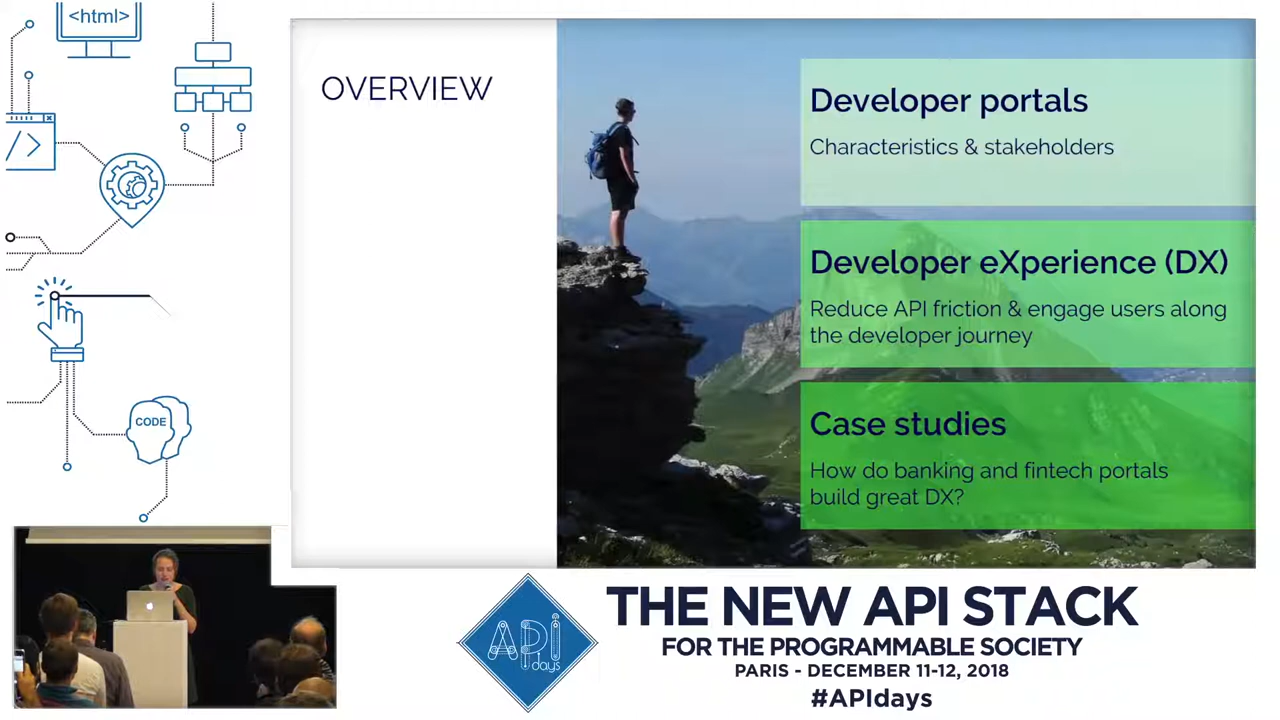 <html>
</>
CODE
OVERVIEW
Developer portals
Characteristics & stakeholders
Developer eXperience (DX)
Reduce API friction & engage users along
the developer journey
Case studies
How do banking and fintech portals
build great DX?
API
days
THE NEW API STACK
FOR THE PROGRAMMABLE SOCIETY
PARIS - DECEMBER 11-12, 2018
#APIdays